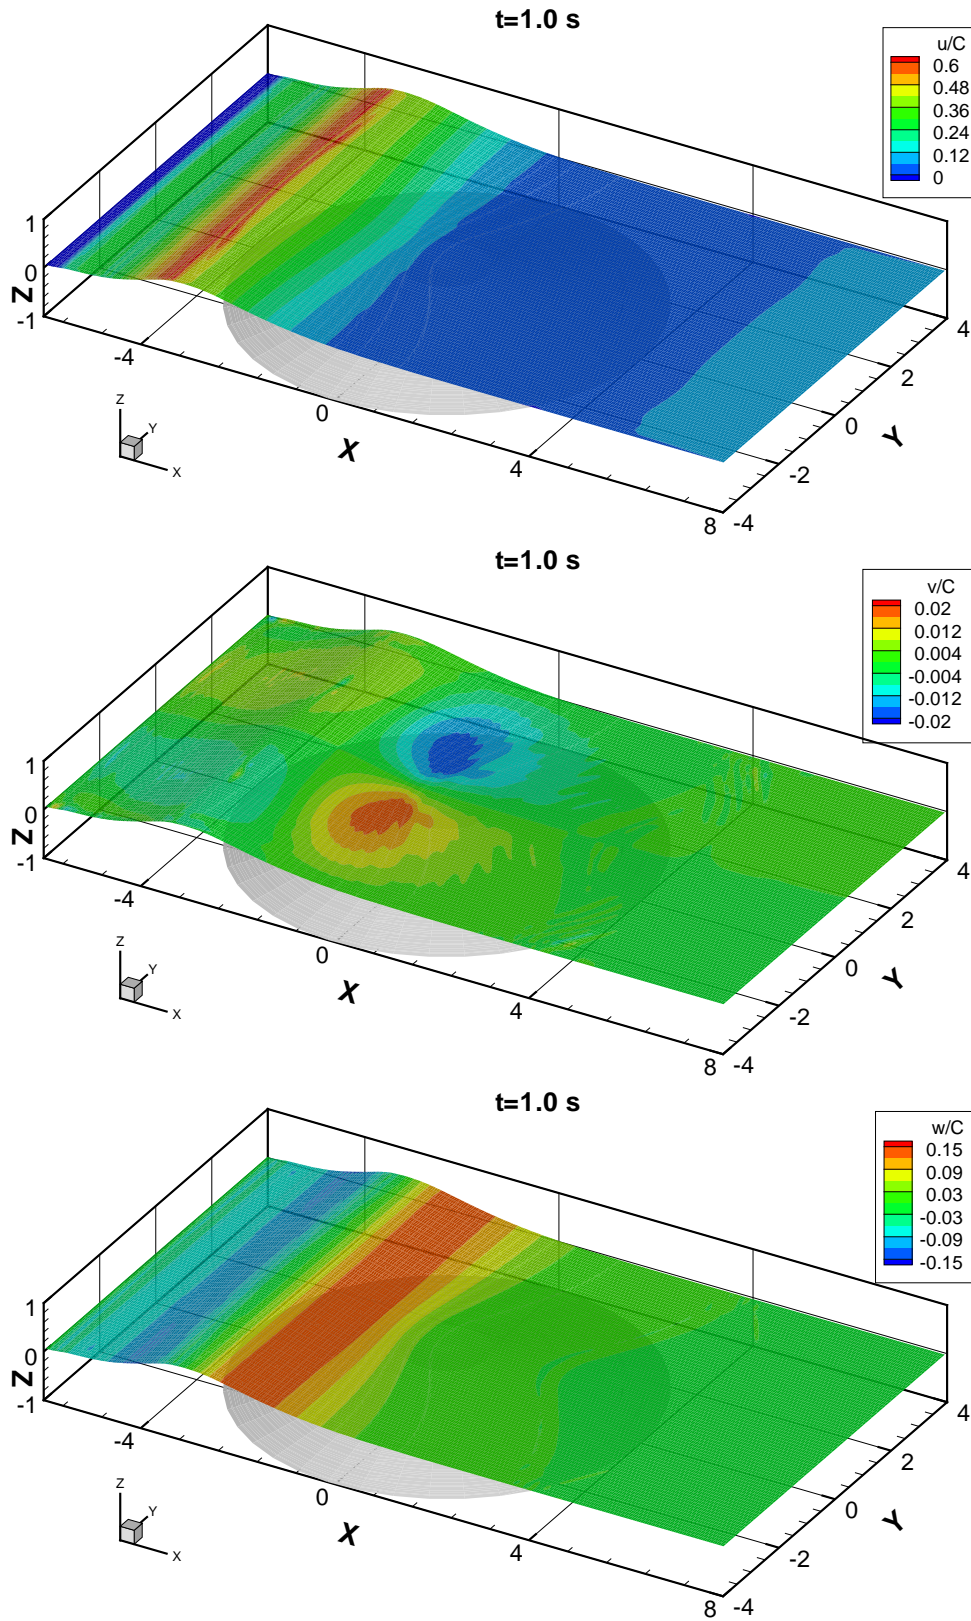 t=1.0 s
u/C
0.6
0.48
0.36
0.24
0.12
0
1
0
-1
Z
-4
0
4
8
X
-4
-2
0
2
4
Y
Z
Y
X
t=1.0 s
v/C
0.02
0.012
0.004
-0.004
-0.012
-0.02
1
0
-1
Z
-4
0
4
8
X
-4
-2
0
2
4
Y
Z
Y
X
t=1.0 s
w/C
0.15
0.09
0.03
-0.03
-0.09
-0.15
1
0
-1
Z
-4
0
4
8
X
-4
-2
0
2
4
Y
Z
Y
X